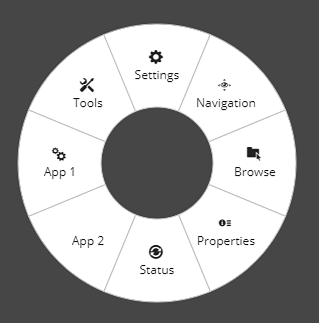 Settings
Navigation
Browse
Properties
Status
App 2
App 1
Tools